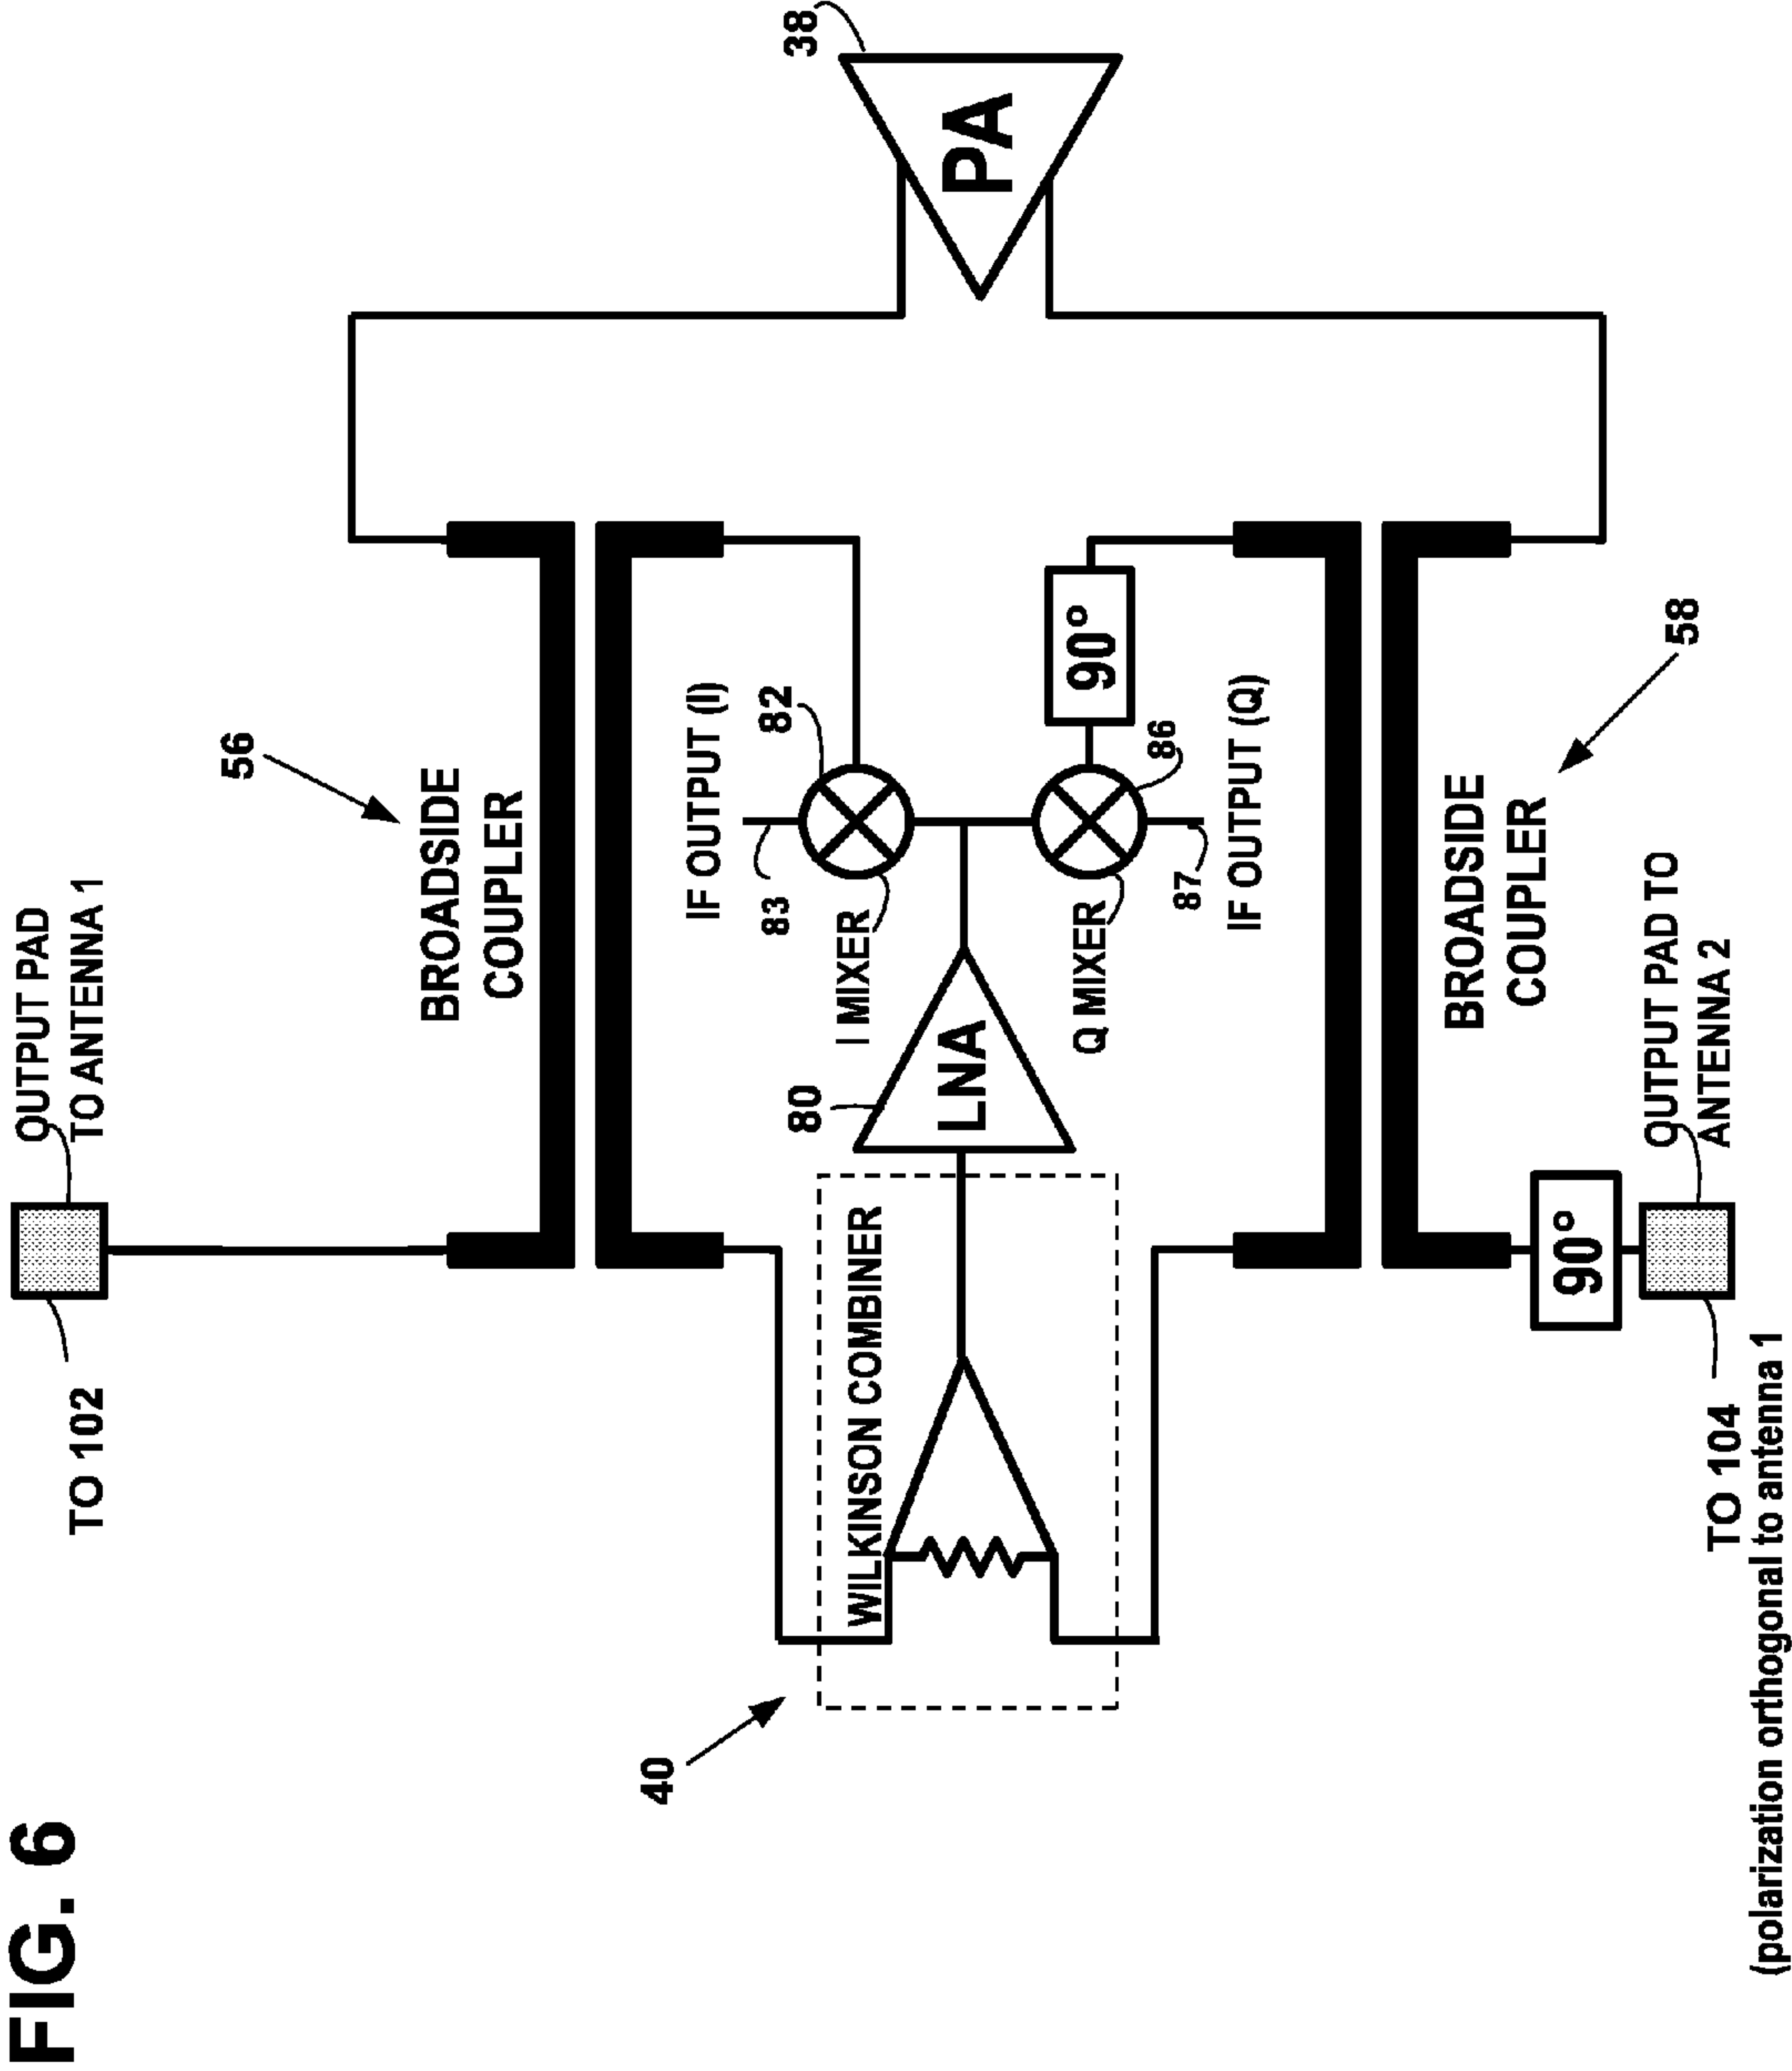 FIG. 6
40
TO 102
OUTPUT PAD
TO ANTENNA 1
56
BROADSIDE
COUPLER
38
PA
IF OUTPUT (I)
82
83
I MIXER
80
LNA
WILKINSON COMBINER
90°
86
Q MIXER
87
IF OUTPUT (Q)
BROADSIDE
COUPLER
58
90°
OUTPUT PAD TO
ANTENNA 2
TO 104
(polarization orthogonal to antenna 1